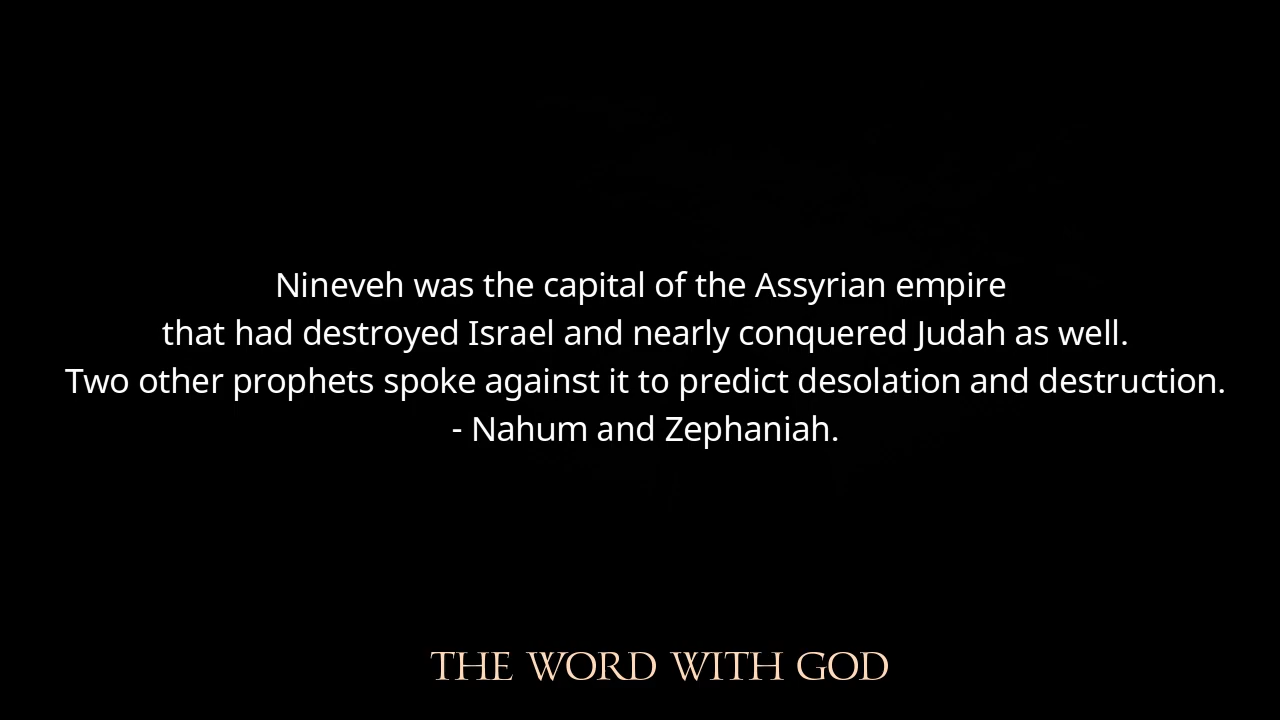 Nineveh was the capital of the Assyrian empire
that had destroyed Israel and nearly conquered Judah as well.
Two other prophets spoke against it to predict desolation and destruction.
- Nahum and Zephaniah.
THE WORD WITH GOD